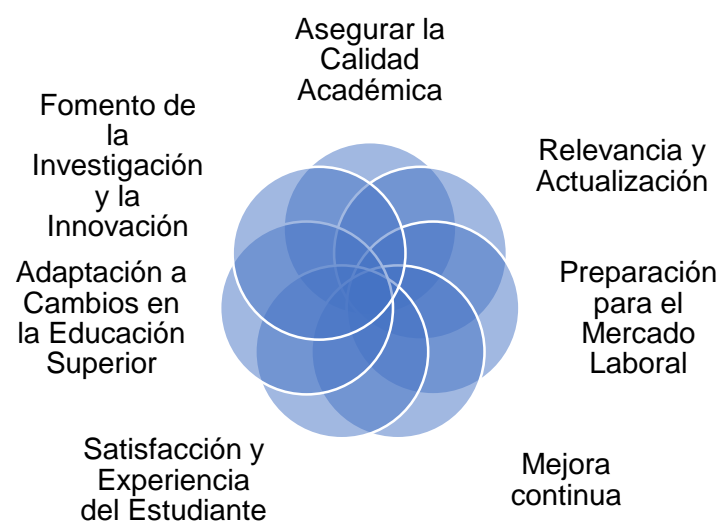 Asegurar la
Calidad
Académica
Relevancia y
Actualización
Preparación
para el
Mercado
Laboral
Mejora
continua
Satisfacción y
Experiencia
del Estudiante
Adaptación a
Cambios en
la Educación
Superior
Fomento de
la
Investigación
y la
Innovación